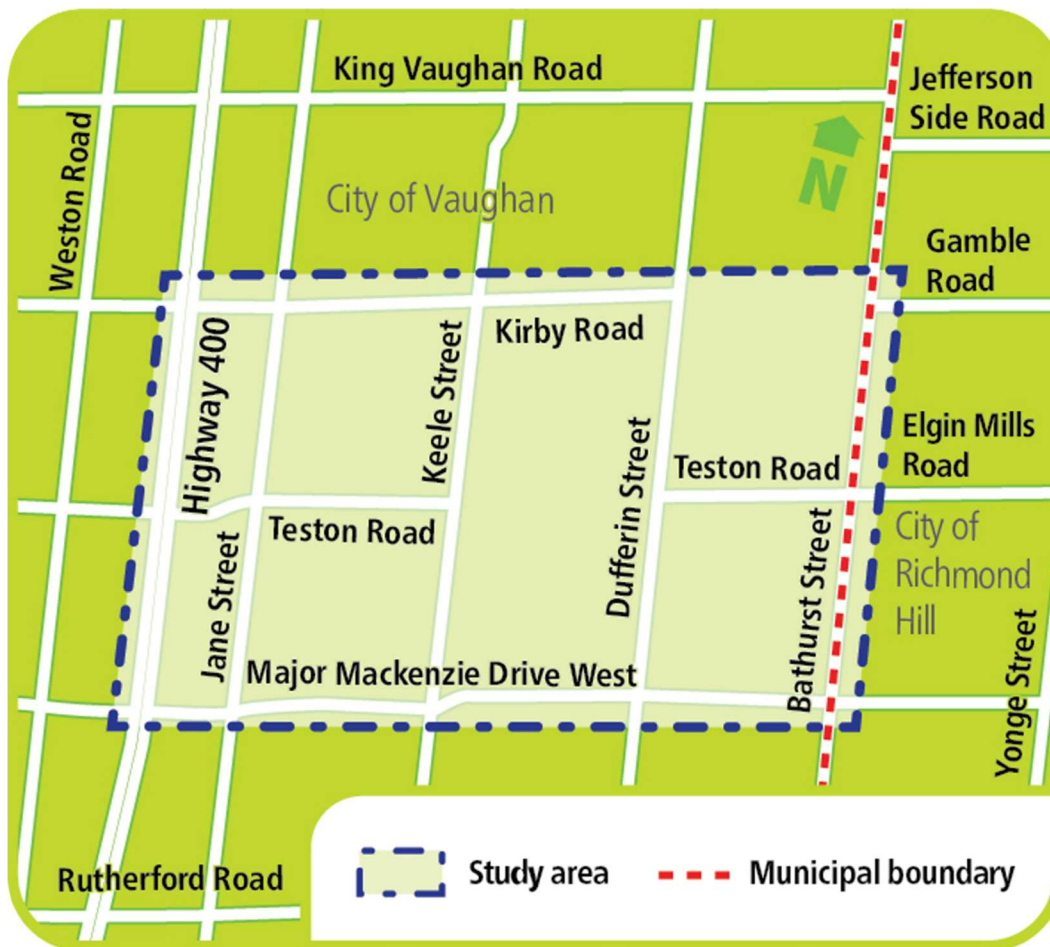 King Vaughan Road
Jefferson
Side Road
Weston Road
City of Vaughan
N
Gamble
Road
Highway 400
Keele Street
Kirby Road
Elgin Mills
Road
Teston Road
Dufferin Street
Teston Road
City of
Richmond
Hill
Jane Street
Bathurst Street
Major Mackenzie Drive West
Yonge Street
Rutherford Road
Study area
Municipal boundary